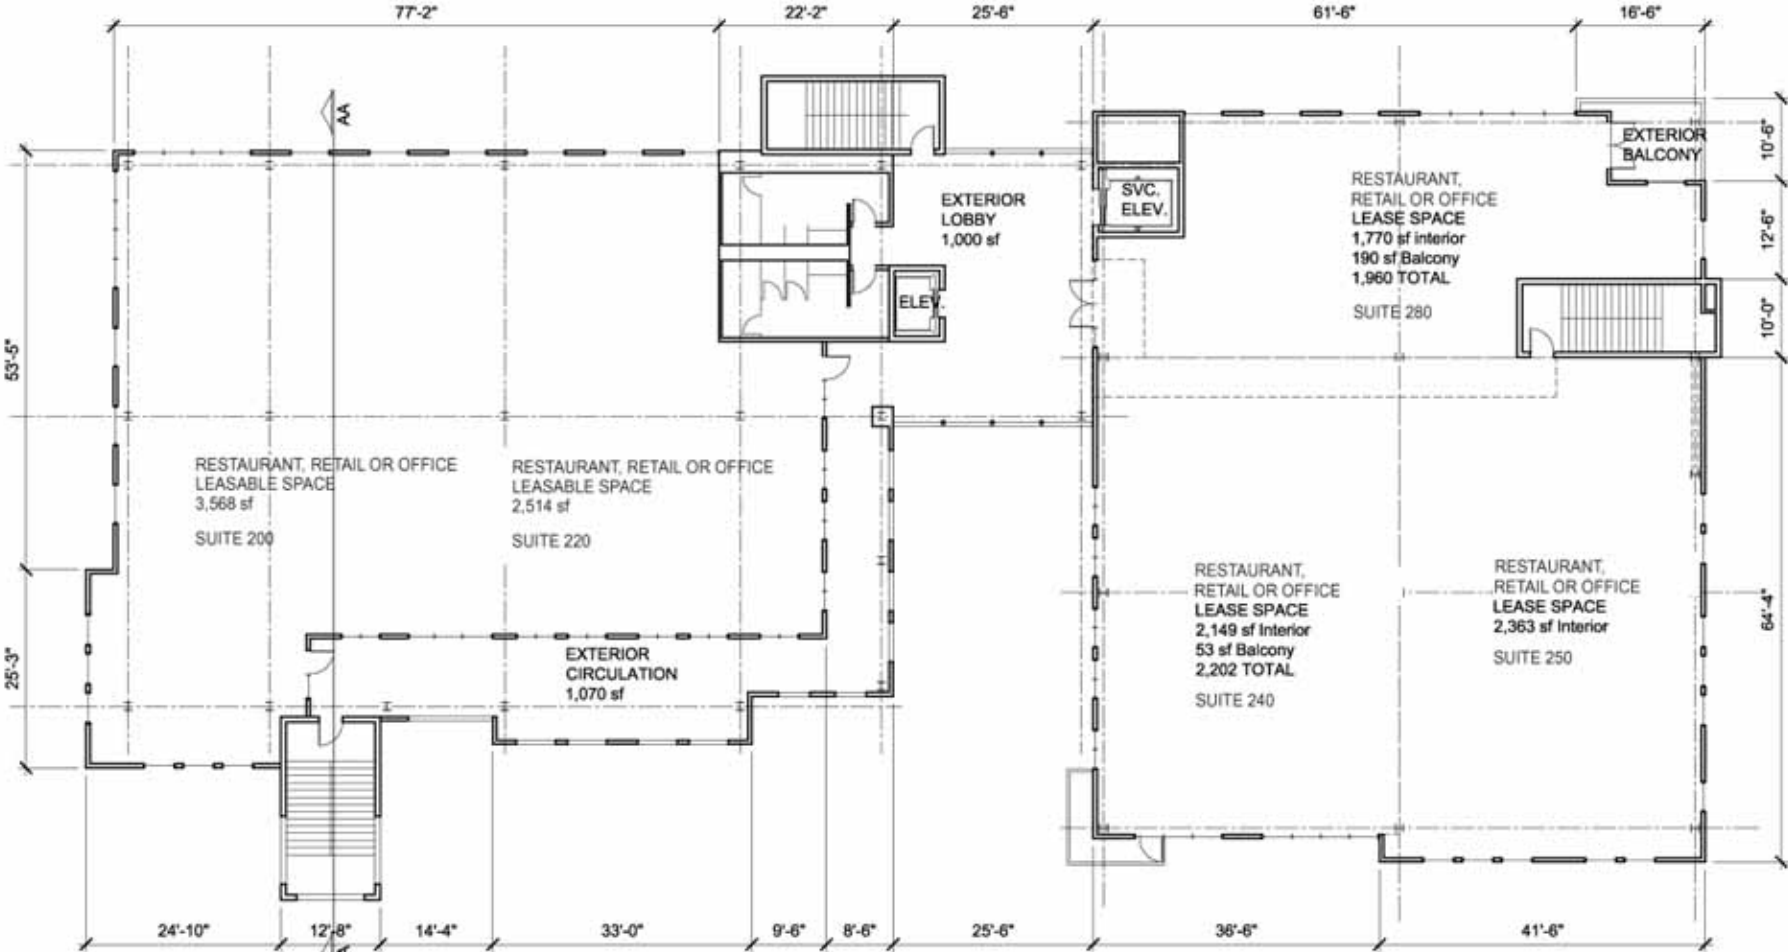 77'-2"
22'-2"
25'-6"
61'-6"
16'-6"
AA
EXTERIOR
BALCONY
10'-6"
12'-6"
10'-0"
64'-4"
53'-5"
25'-3"
SVC.
ELEV.
EXTERIOR
LOBBY
1,000 sf
ELEV.
RESTAURANT,
RETAIL OR OFFICE
LEASE SPACE
1,770 sf interior
190 sf Balcony
1,960 TOTAL
SUITE 280
RESTAURANT, RETAIL OR OFFICE
LEASABLE SPACE
3,568 sf
SUITE 200
RESTAURANT, RETAIL OR OFFICE
LEASABLE SPACE
2,514 sf
SUITE 220
RESTAURANT,
RETAIL OR OFFICE
LEASE SPACE
2,149 sf Interior
53 sf Balcony
2,202 TOTAL
SUITE 240
RESTAURANT,
RETAIL OR OFFICE
LEASE SPACE
2,363 sf Interior
SUITE 250
EXTERIOR
CIRCULATION
1,070 sf
24'-10"
12'-8"
14'-4"
33'-0"
9'-6"
8'-6"
25'-6"
36'-6"
41'-6"